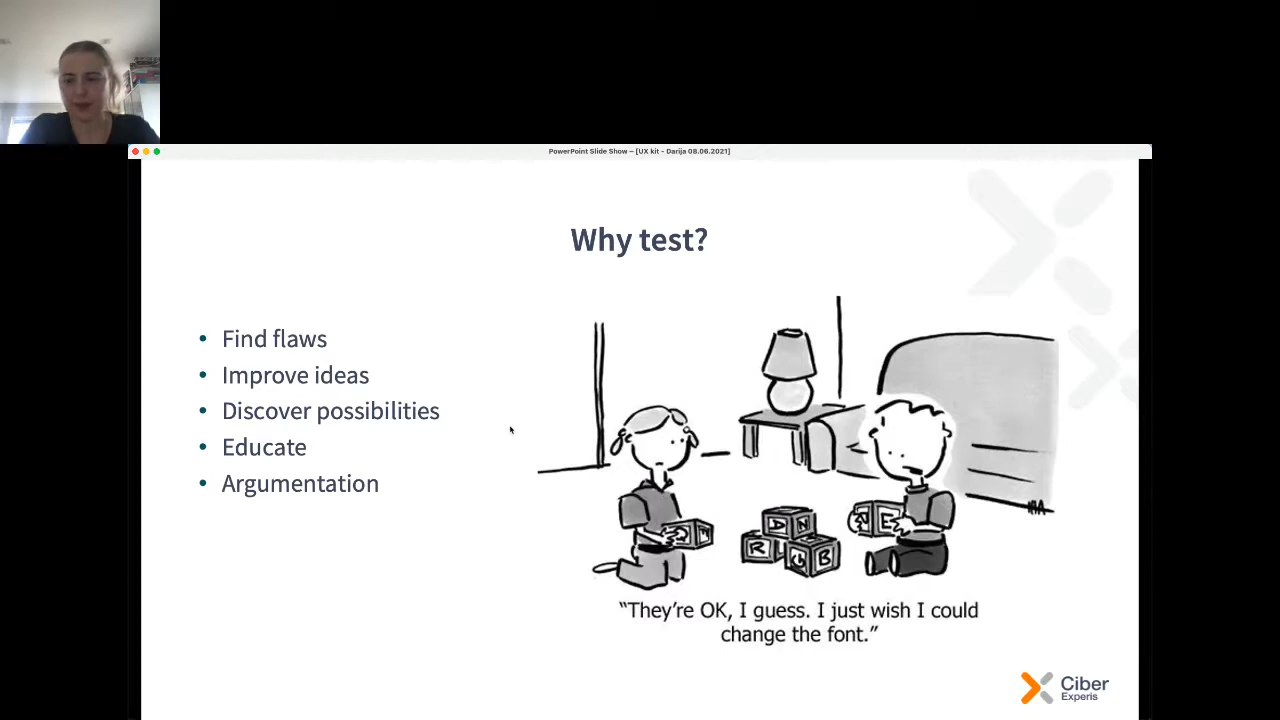 PowerPoint Slide Show – [UX kit - Darija 08.06.2021]
Why test?
• Find flaws
• Improve ideas
• Discover possibilities
• Educate
• Argumentation
D N
R
B
E
“They’re OK, I guess. I just wish I could
change the font.”
Ciber
Experis